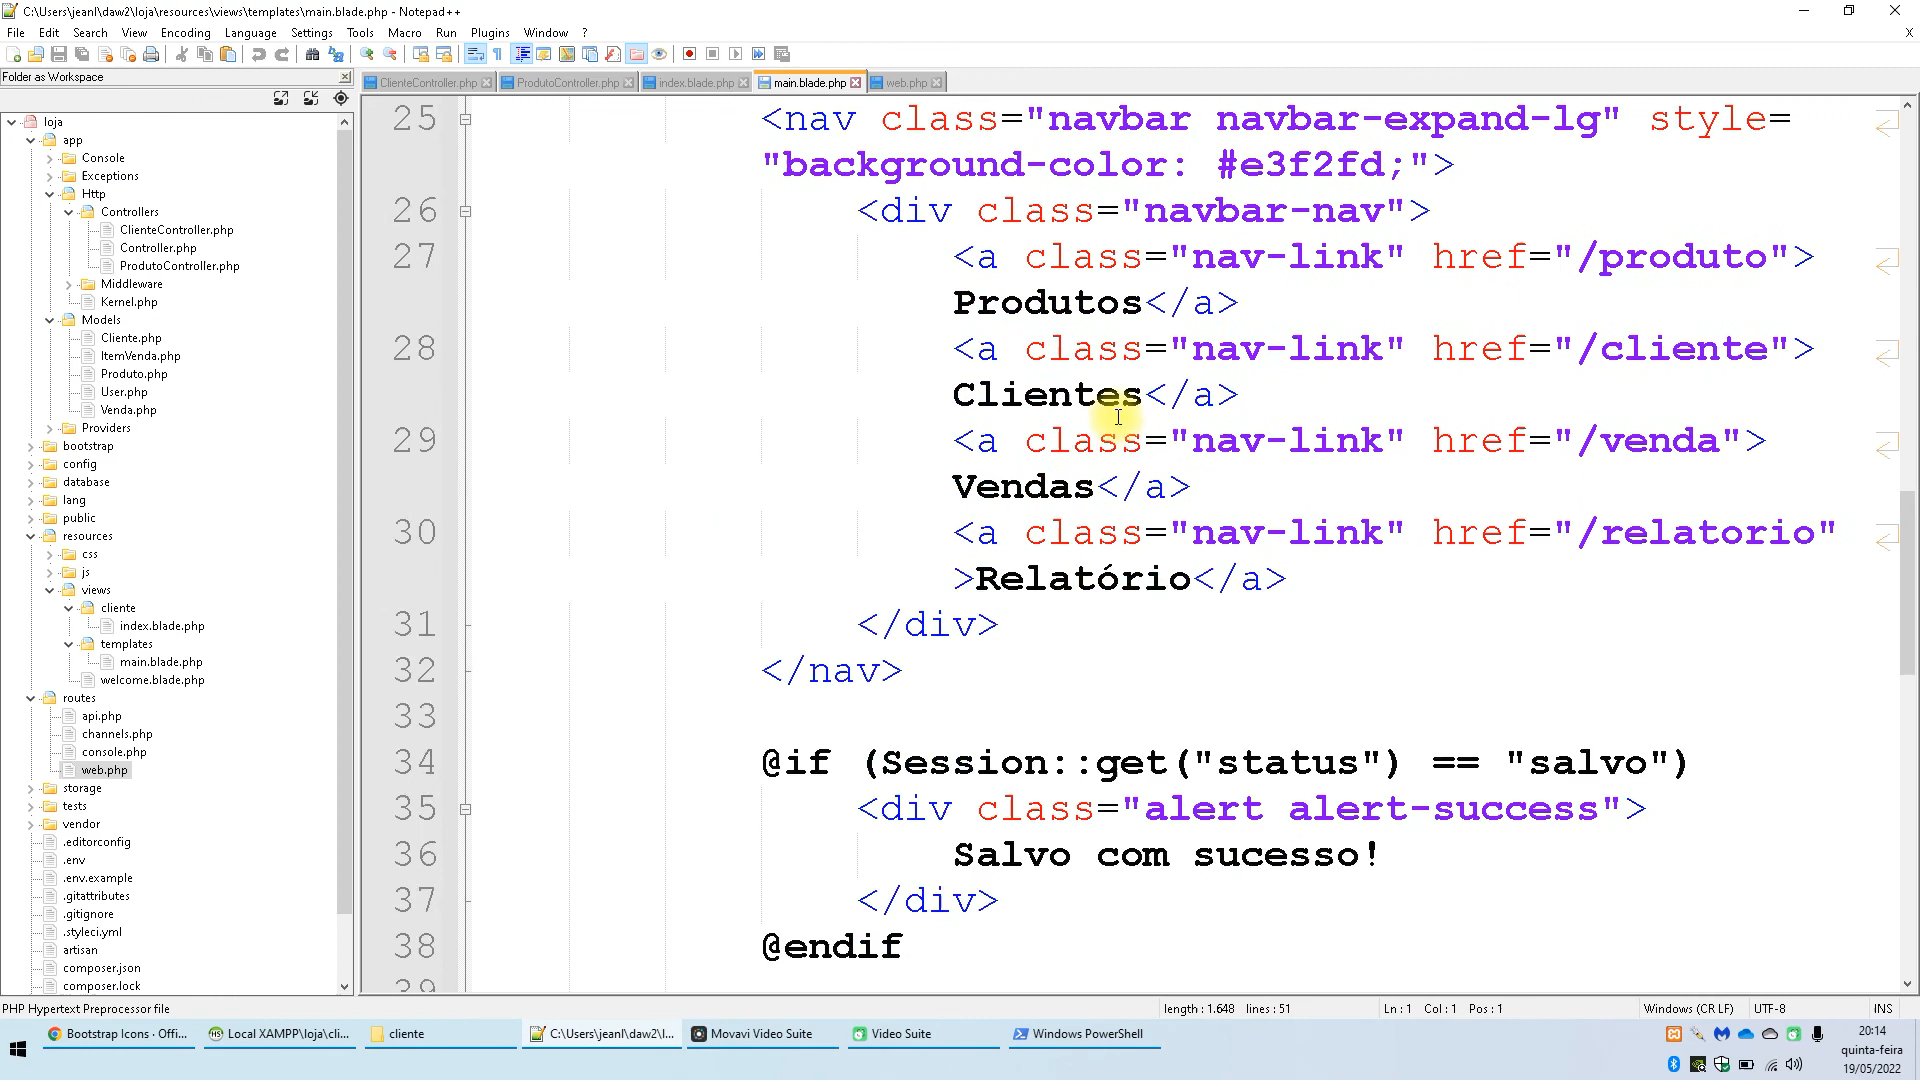 C:\Users\jeanl\daw2\loja\resources\views\templates\main.blade.php - Notepad++
File Edit Search View Encoding Language Settings Tools Macro Run Plugins Window ? X
Folder as Workspace
ClienteController.php ProdutoController.php index.blade.php main.blade.php web.php
loja
app
Console
Exceptions
Http
Controllers
ClienteController.php
Controller.php
ProdutoController.php
Middleware
Kernel.php
Models
Cliente.php
ItemVenda.php
Produto.php
User.php
Venda.php
Providers
bootstrap
config
database
lang
public
resources
css
js
views
cliente
index.blade.php
templates
main.blade.php
welcome.blade.php
routes
api.php
channels.php
console.php
web.php
storage
tests
vendor
.editorconfig
.env
.env.example
.gitattributes
.gitignore
.styleci.yml
artisan
composer.json
composer.lock
25 <nav class="navbar navbar-expand-lg" style=
"background-color: #e3f2fd;">
26 <div class="navbar-nav">
27 <a class="nav-link" href="/produto">
Produtos</a>
28 <a class="nav-link" href="/cliente">
Clientes</a>
29 <a class="nav-link" href="/venda">
Vendas</a>
30 <a class="nav-link" href="/relatorio"
>Relatório</a>
31 </div>
32 </nav>
33
34 @if (Session::get("status") == "salvo")
35 <div class="alert alert-success">
36 Salvo com sucesso!
37 </div>
38 @endif
39
PHP Hypertext Preprocessor file length : 1.648 lines : 51 Ln : 1 Col : 1 Pos : 1 Windows (CR LF) UTF-8 INS
Bootstrap Icons · Offi... Local XAMPP\loja\cli... cliente C:\Users\jeanl\daw2\l... Movavi Video Suite Video Suite Windows PowerShell
20:14
quinta-feira
19/05/2022